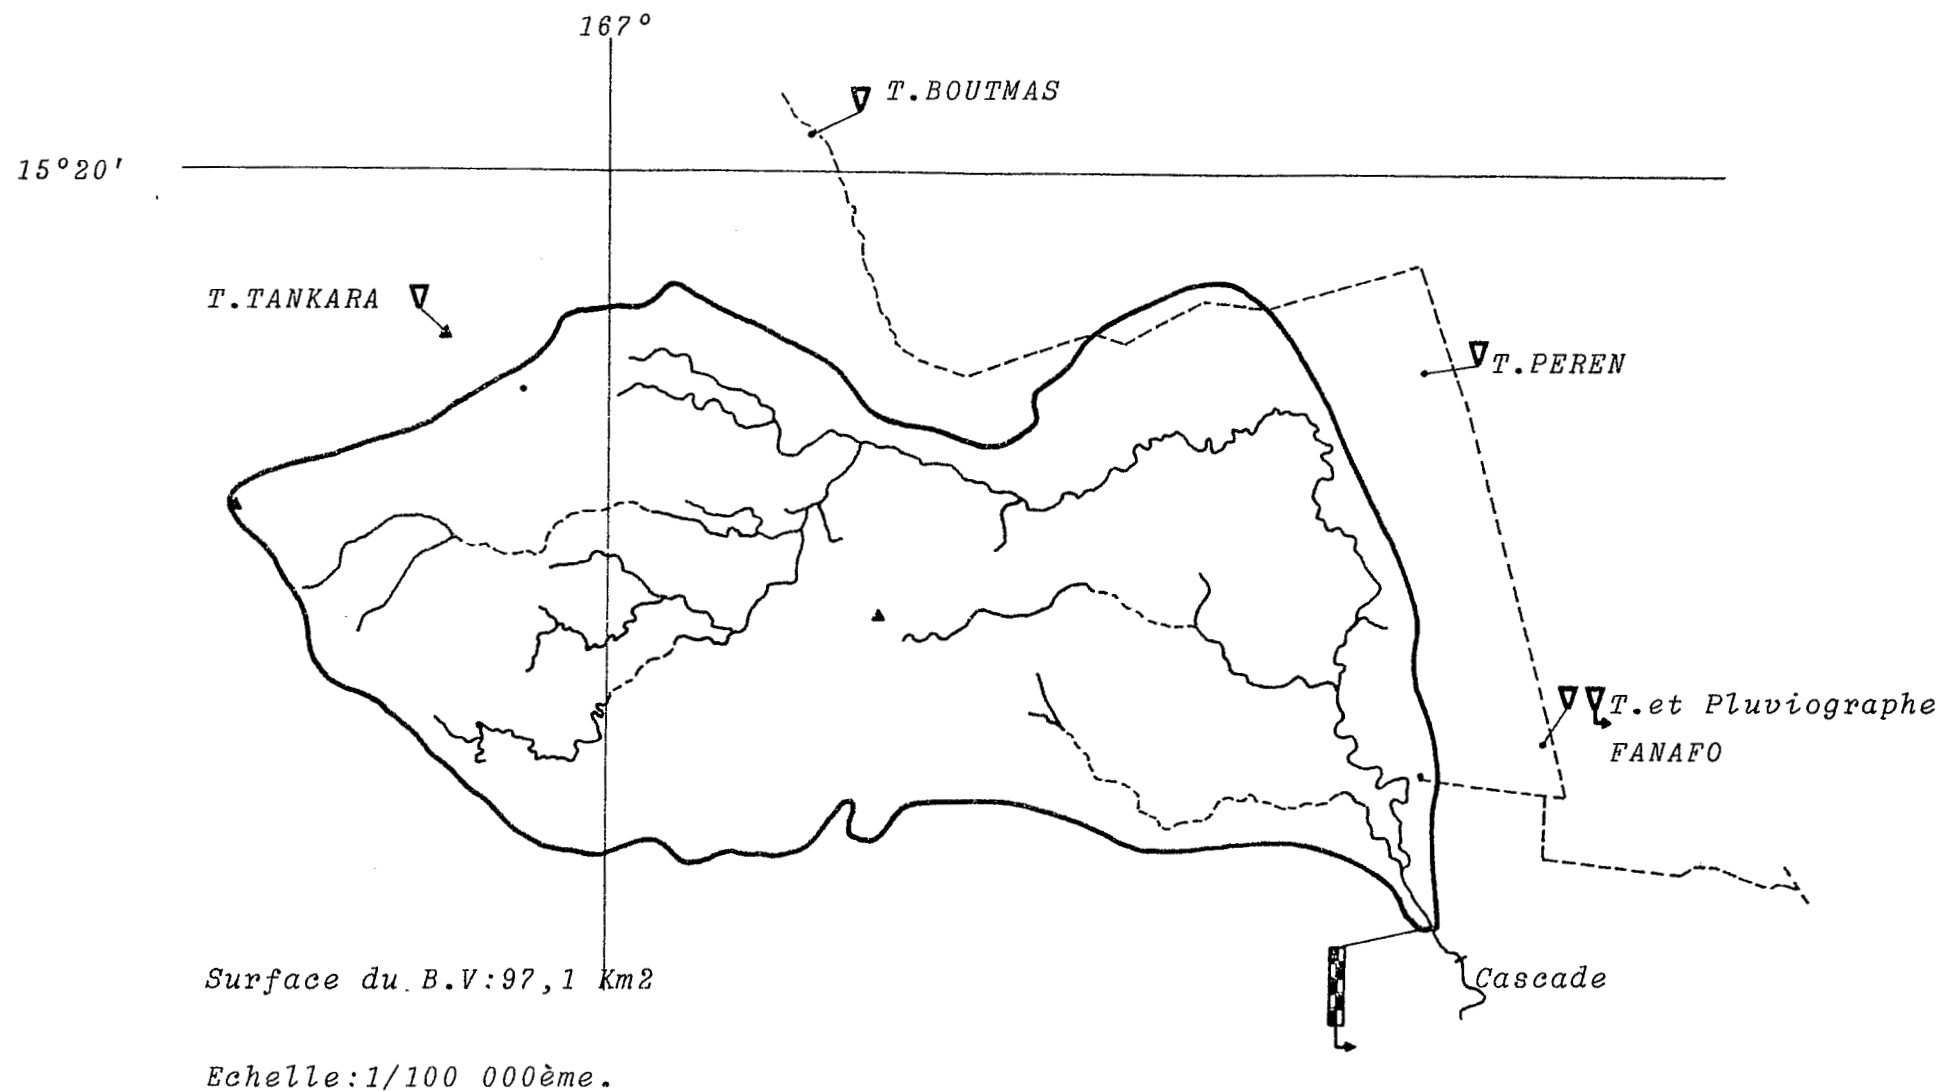 167°
T.BOUTMAS
15°20'
T.TANKARA
T.PEREN
T.et Pluviographe
FANAFO
Surface du B.V:97,1 Km2
Cascade
Echelle:1/100 000ème.